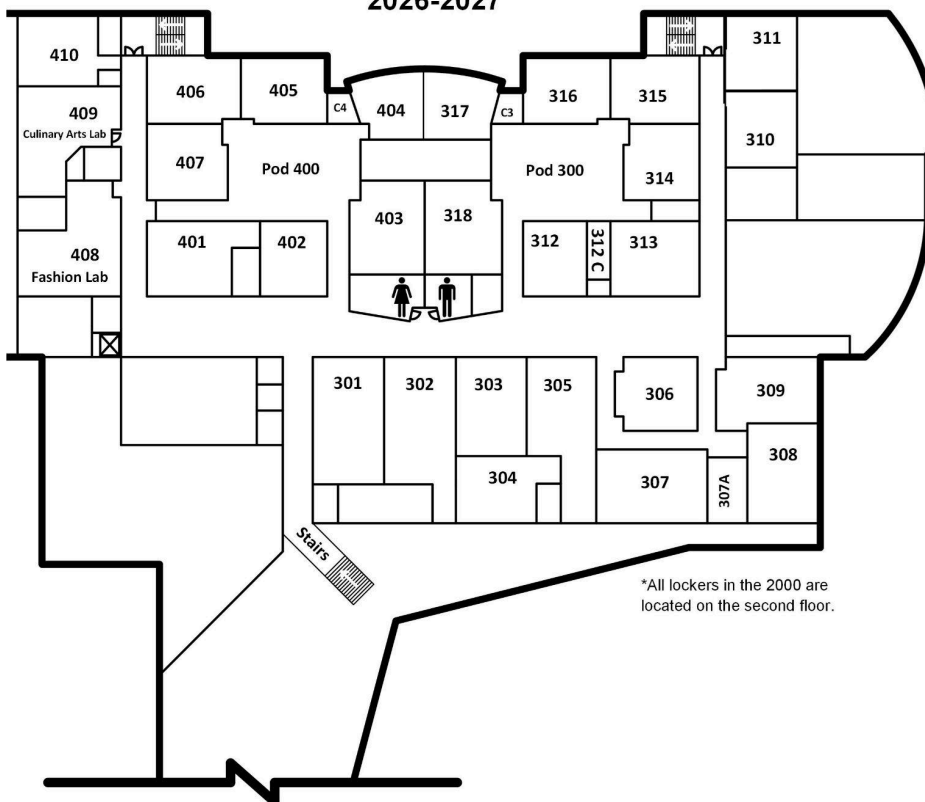 2026-2027
410
311
409
Culinary Arts Lab
406
405
C4
404
317
C3
316
315
310
407
Pod 400
Pod 300
314
403
318
401
402
312
312 C
313
408
Fashion Lab
301
302
303
305
306
309
304
307
307A
308
Stairs
*All lockers in the 2000 are
located on the second floor.